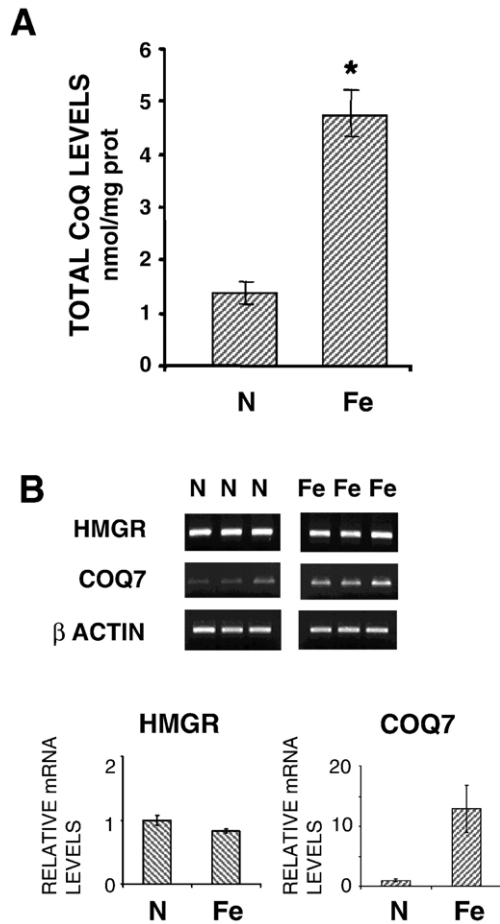 A
TOTAL CoQ LEVELS
nmol/mg prot
6
5
4
3
2
1
0
*
N Fe
B
N N N Fe Fe Fe
HMGR
COQ7
β ACTIN
HMGR
RELATIVE mRNA
LEVELS
2
1
0
N Fe
COQ7
RELATIVE mRNA
LEVELS
20
10
0
N Fe